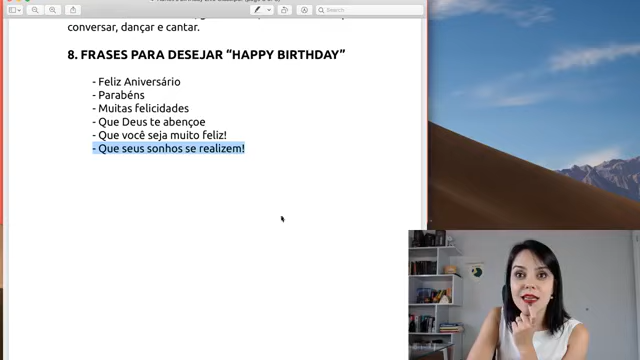 conversar, dançar e cantar.
8. FRASES PARA DESEJAR “HAPPY BIRTHDAY”
- Feliz Aniversário
- Parabéns
- Muitas felicidades
- Que Deus te abençoe
- Que você seja muito feliz!
- Que seus sonhos se realizem!